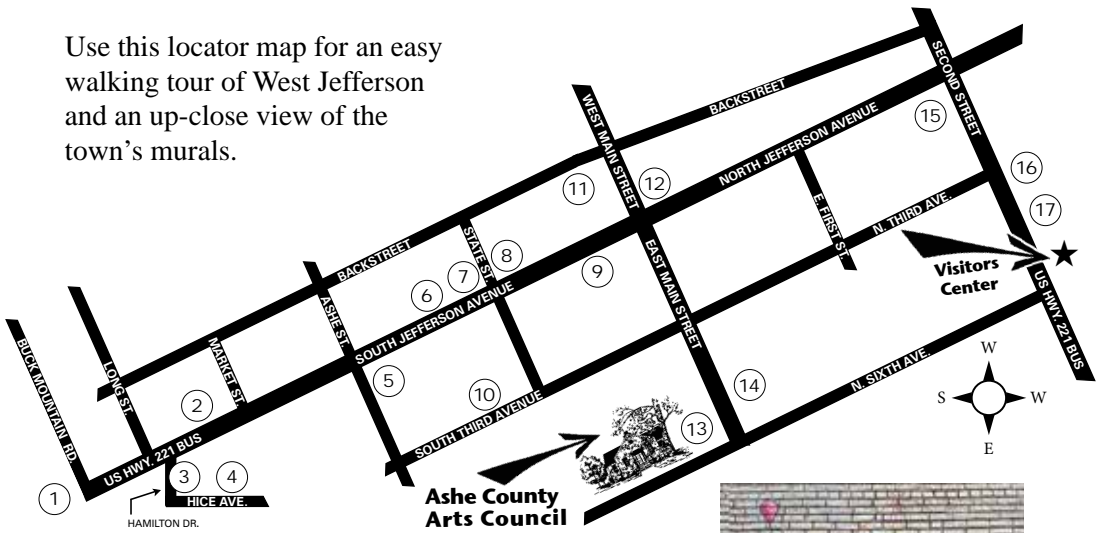 Use this locator map for an easy
walking tour of West Jefferson
and an up-close view of the
town's murals.
SECOND STREET
BACKSTREET
WEST MAIN STREET
NORTH JEFFERSON AVENUE
15
16
11
12
17
E. FIRST ST.
N. THIRD AVE.
STATE ST.
BACKSTREET
8
7
6
9
EAST MAIN STREET
Visitors
Center
US HWY. 221 BUS
ASHE ST.
SOUTH JEFFERSON AVENUE
BUCK MOUNTAIN RD.
LONG ST.
MARKET ST.
5
10
SOUTH THIRD AVENUE
14
N. SIXTH AVE.
W
S
W
E
2
13
US HWY. 221 BUS
1
3
4
HICE AVE.
HAMILTON DR.
Ashe County
Arts Council